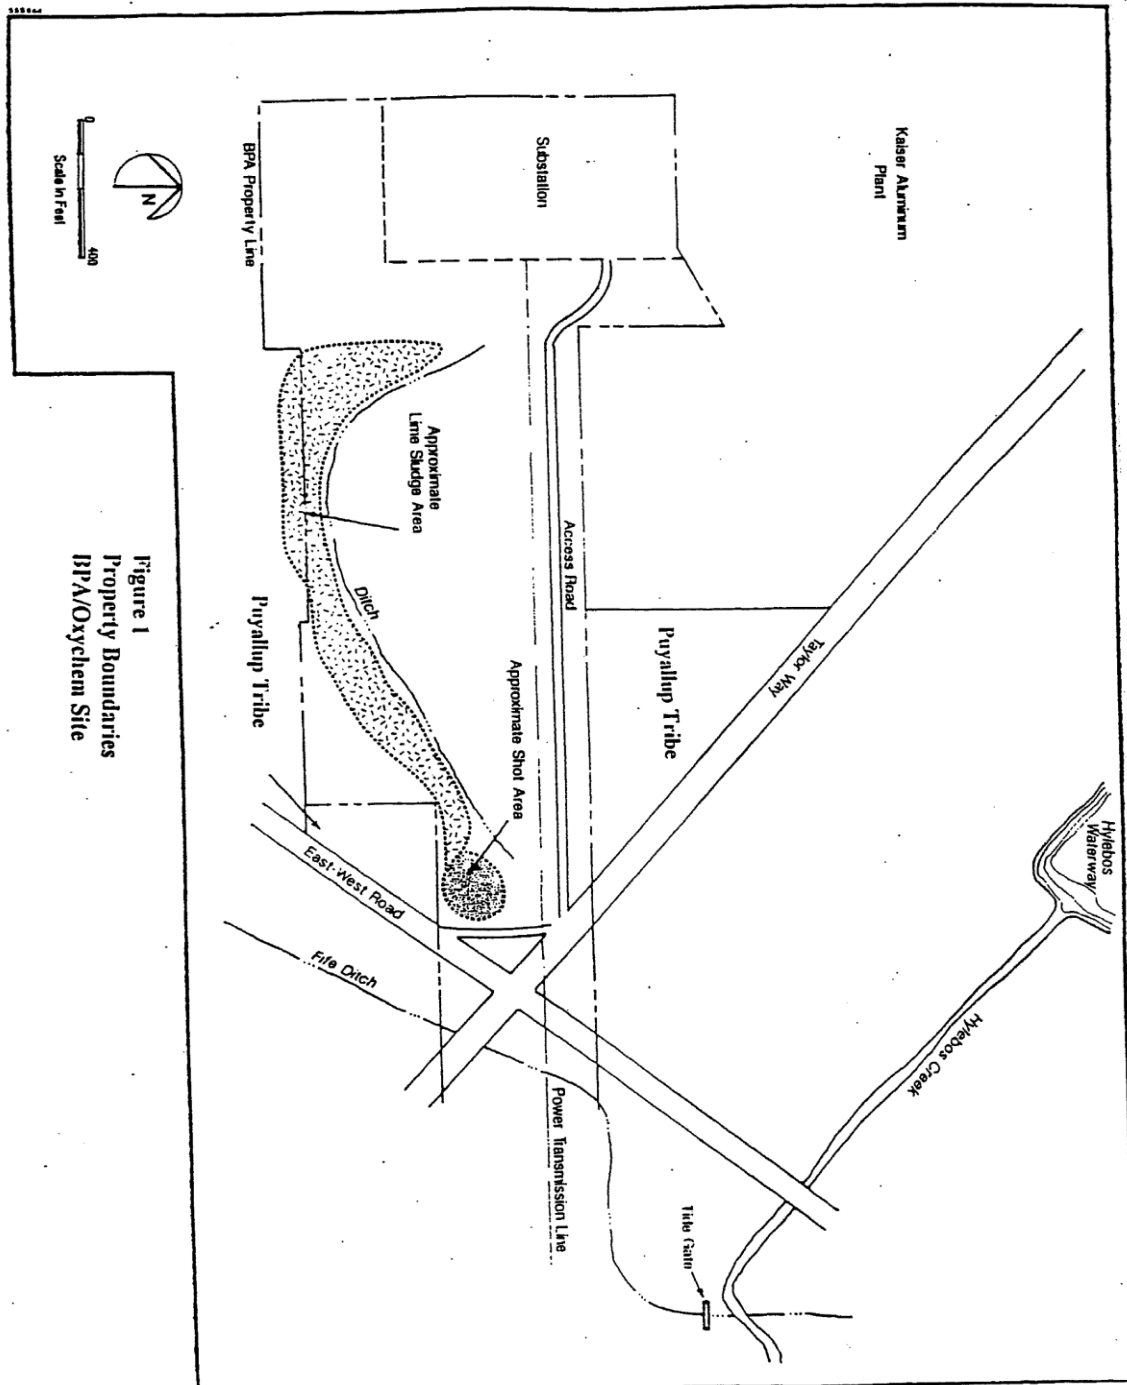 Kaiser Aluminum
Plant
Hylebos
Waterway
Substation
Taylor Way
Puyallup Tribe
Hylebos Creek
Access Road
Approximate
Lime Sludge Area
Approximate Shot Area
Ditch
Tide Gate
Power Transmission Line
BPA Property Line
Puyallup Tribe
East-West Road
Fife Ditch
N
0
400
Scale in Feet
Figure 1
Property Boundaries
BPA/Oxychem Site